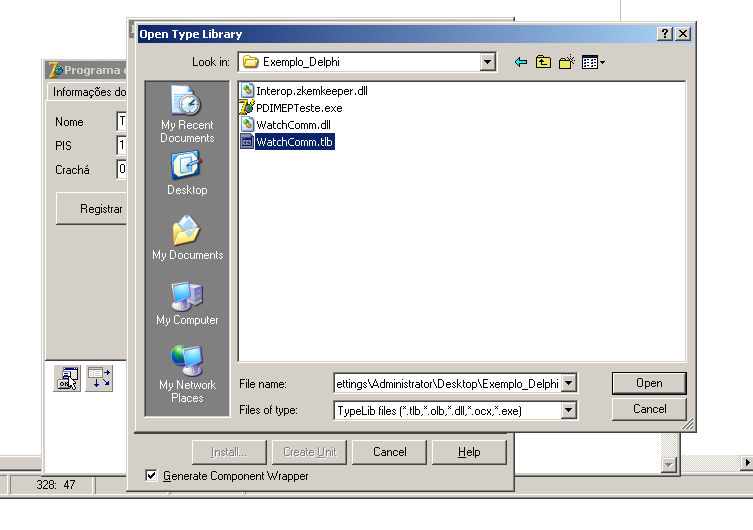 Open Type Library
Look in:
Exemplo_Delphi
Programa
Informações do
Nome
T
PIS
1
Crachá
0
Registrar
My Recent
Documents
Desktop
My Documents
My Computer
My Network
Places
Interop.zkemkeeper.dll
PDIMEPTeste.exe
WatchComm.dll
WatchComm.tlb
File name:
ettings\Administrator\Desktop\Exemplo_Delphi
Open
Files of type:
TypeLib files (*.tlb,*.olb,*.dll,*.ocx,*.exe)
Cancel
Install...
Create Unit
Cancel
Help
Generate Component Wrapper
328: 47